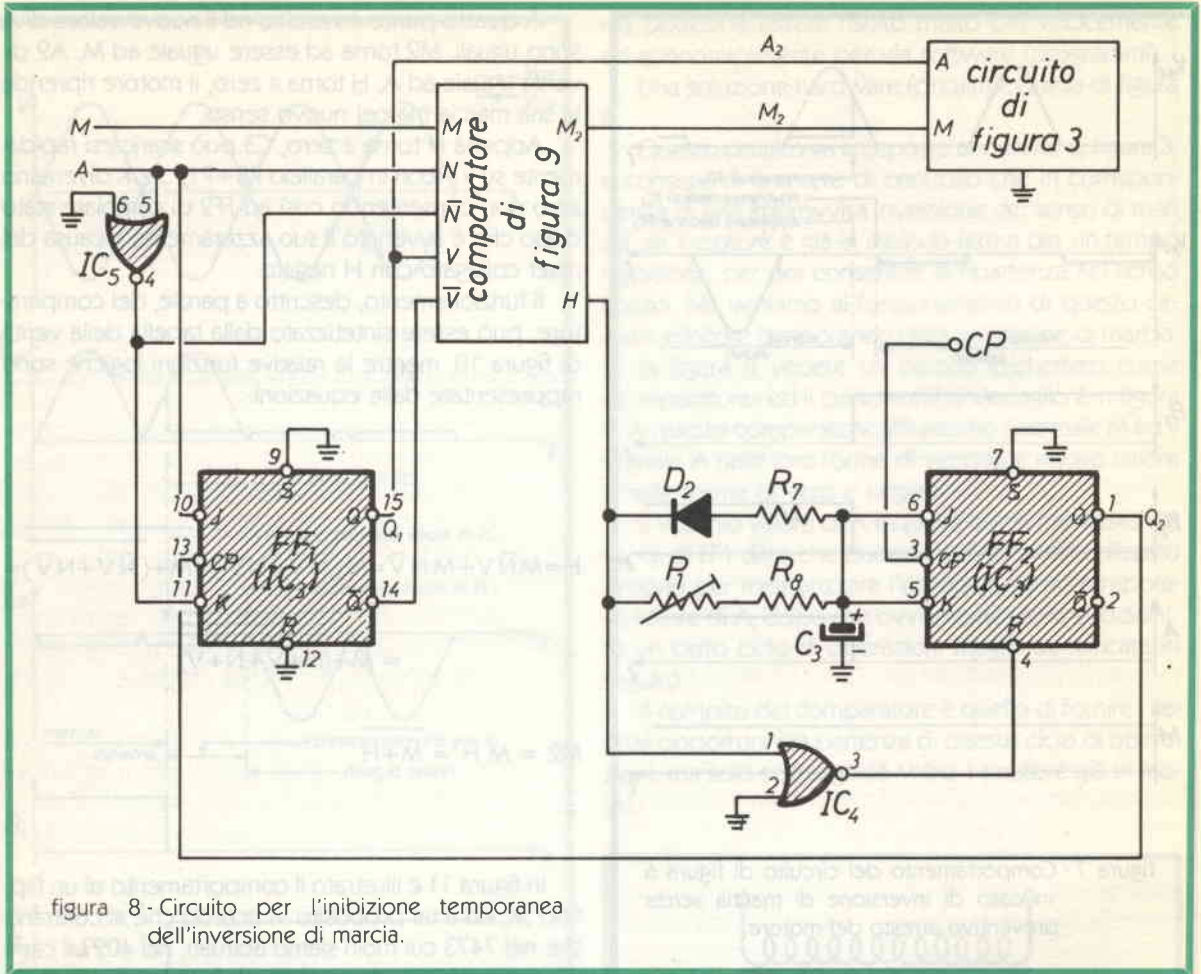 A₂
A
circuito
di
figura 3
M
M
M₂
M₂
M
A
N
N̄
V
V̄
H
comparatore
di
figura 9
6 5
IC₅
4
CP
9
S
10
J
15
Q
Q₁
13
CP
FF₁
(IC₃)
11
K
14
Q̄
R
12
D₂
R₇
P₁
R₈
C₃
+
7
S
6
J
1
Q
Q₂
3
CP
FF₂
(IC₃)
5
K
2
Q̄
R
4
1
2
3
IC₄
figura 8 - Circuito per l'inibizione temporanea
dell'inversione di marcia.